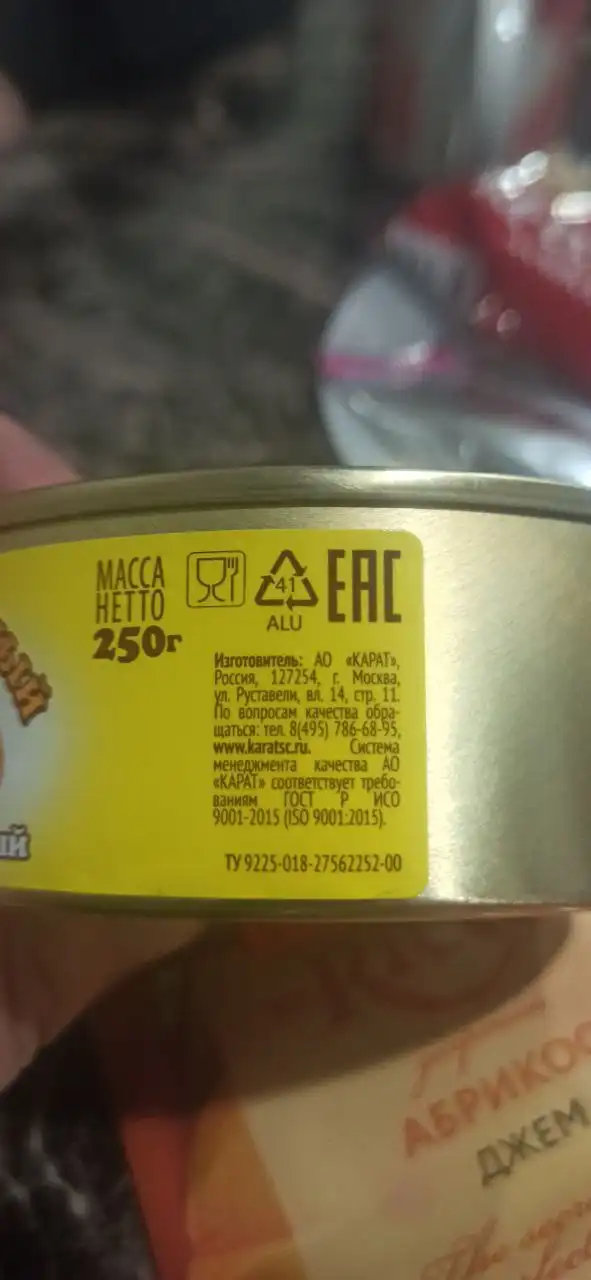 МАССА
НЕТТО
250г
41
ALU
ЕАС
Изготовитель: АО «КАРАТ»,
Россия, 127254, г. Москва,
ул. Руставели, вл. 14, стр. 11.
По вопросам качества обра-
щаться: тел. 8(495) 786-68-95,
www.karatsc.ru. Система
менеджмента качества АО
«КАРАТ» соответствует требо-
ваниям ГОСТ Р ИСО
9001-2015 (ISO 9001:2015).
ТУ 9225-018-27562252-00
ДЖЕМ